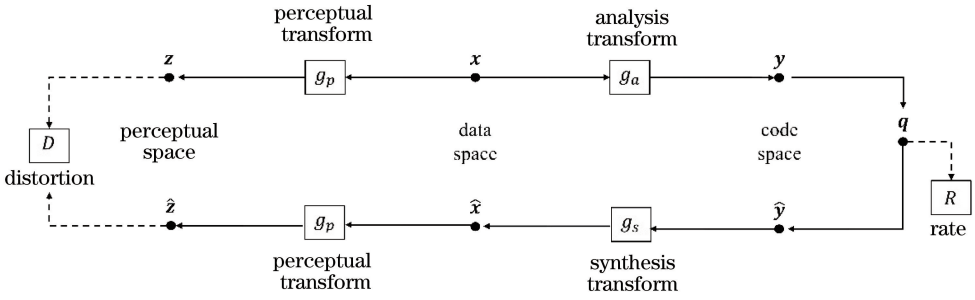 perceptual
transform
analysis
transform
z
g_p
x
g_a
y
q
D
distortion
perceptual
space
data
space
code
space
R
rate
ẑ
g_p
x̂
g_s
ŷ
perceptual
transform
synthesis
transform